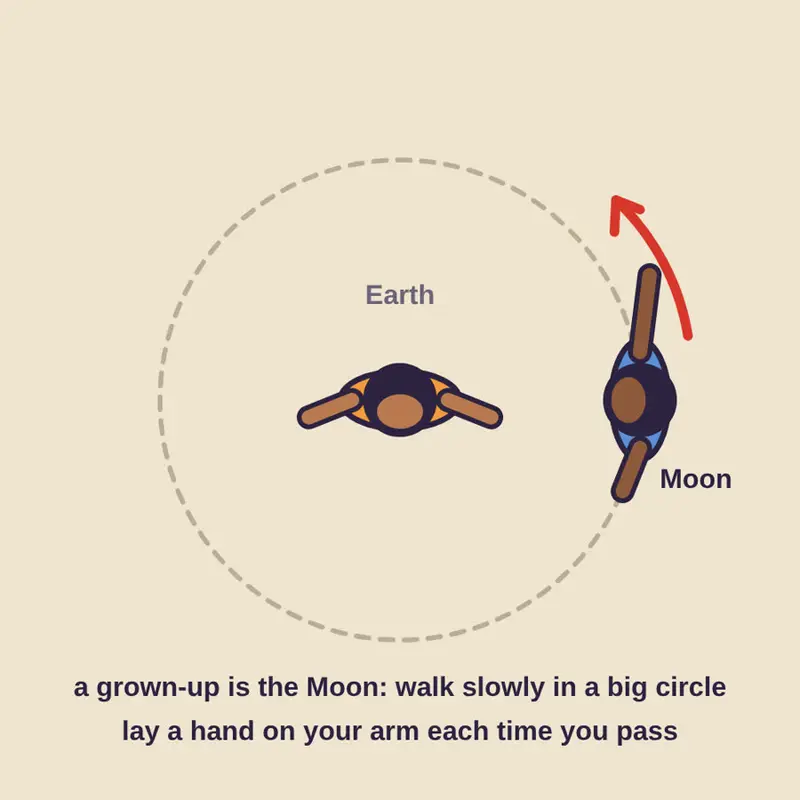 Earth
Moon
a grown-up is the Moon: walk slowly in a big circle
lay a hand on your arm each time you pass